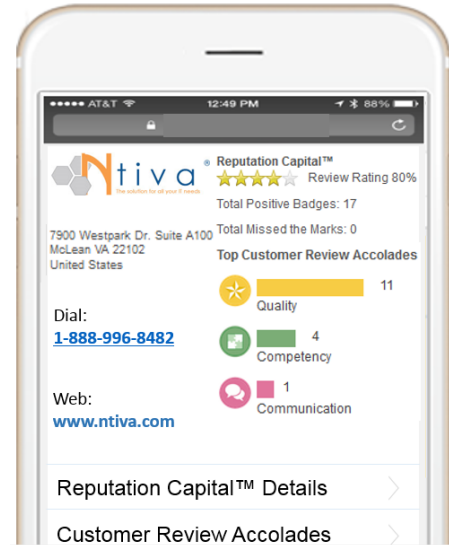 AT&T 12:49 PM 88%
Ntiva ®
The solution for all your it needs
7900 Westpark Dr. Suite A100
McLean VA 22102
United States
Dial:
1-888-996-8482
Web:
www.ntiva.com
Reputation Capital™
Review Rating 80%
Total Positive Badges: 17
Total Missed the Marks: 0
Top Customer Review Accolades
11
Quality
4
Competency
1
Communication
Reputation Capital™ Details
Customer Review Accolades